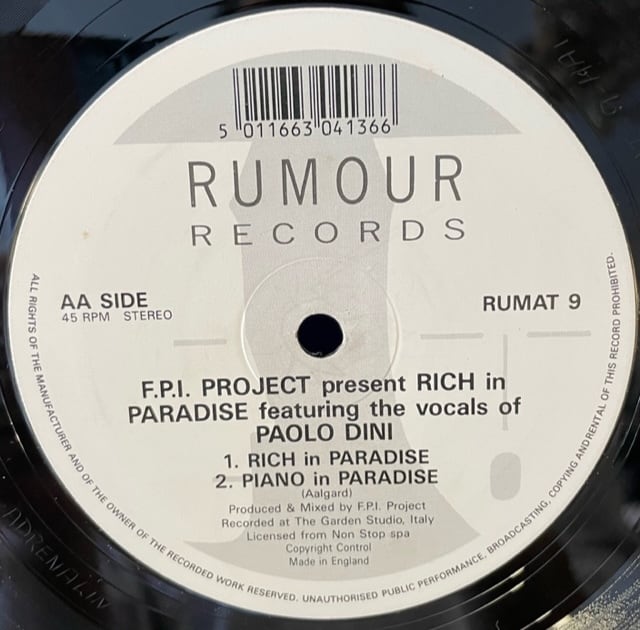 5 011663 041366
RUMOUR
RECORDS
AA SIDE
45 RPM STEREO
RUMAT 9
F.P.I. PROJECT present RICH in
PARADISE featuring the vocals of
PAOLO DINI
1. RICH in PARADISE
2. PIANO in PARADISE
(Aalgard)
Produced & Mixed by F.P.I. Project
Recorded at The Garden Studio, Italy
Licensed from Non Stop spa
Copyright Control
Made in England
ALL RIGHTS OF THE MANUFACTURER AND OF THE OWNER OF THE RECORDED WORK RESERVED. UNAUTHORISED PUBLIC PERFORMANCE, BROADCASTING, COPYING AND RENTAL OF THIS RECORD PROHIBITED.
ADRENALIN